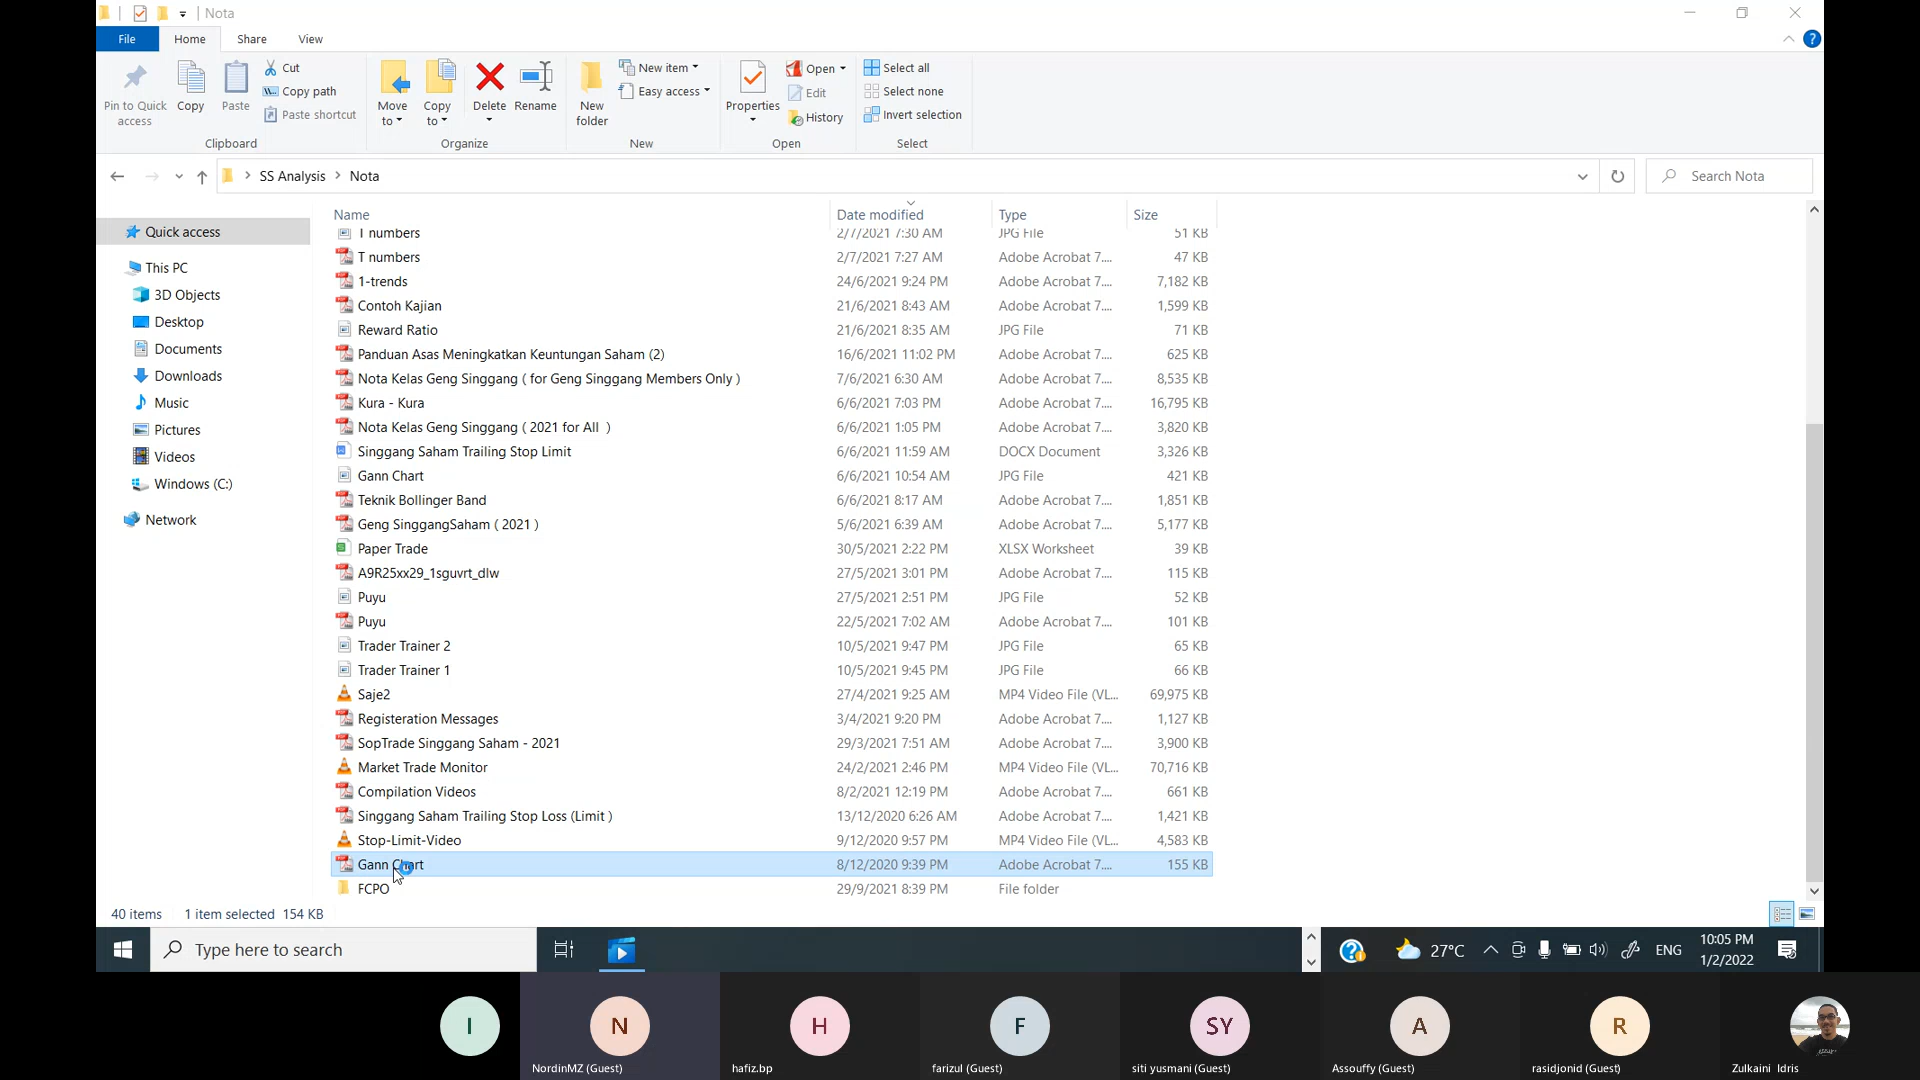 Nota
File Home Share View
Pin to Quick access
Copy
Paste
Cut
Copy path
Paste shortcut
Clipboard
Move to
Copy to
Delete
Rename
Organize
New folder
New item
Easy access
New
Properties
Open
Edit
History
Open
Select all
Select none
Invert selection
Select
SS Analysis > Nota
Search Nota
Quick access
This PC
3D Objects
Desktop
Documents
Downloads
Music
Pictures
Videos
Windows (C:)
Network
Name Date modified Type Size
T numbers 2/7/2021 7:30 AM JPG File 51 KB
T numbers 2/7/2021 7:27 AM Adobe Acrobat 7.... 47 KB
1-trends 24/6/2021 9:24 PM Adobe Acrobat 7.... 7,182 KB
Contoh Kajian 21/6/2021 8:43 AM Adobe Acrobat 7.... 1,599 KB
Reward Ratio 21/6/2021 8:35 AM JPG File 71 KB
Panduan Asas Meningkatkan Keuntungan Saham (2) 16/6/2021 11:02 PM Adobe Acrobat 7.... 625 KB
Nota Kelas Geng Singgang ( for Geng Singgang Members Only ) 7/6/2021 6:30 AM Adobe Acrobat 7.... 8,535 KB
Kura - Kura 6/6/2021 7:03 PM Adobe Acrobat 7.... 16,795 KB
Nota Kelas Geng Singgang ( 2021 for All ) 6/6/2021 1:05 PM Adobe Acrobat 7.... 3,820 KB
Singgang Saham Trailing Stop Limit 6/6/2021 11:59 AM DOCX Document 3,326 KB
Gann Chart 6/6/2021 10:54 AM JPG File 421 KB
Teknik Bollinger Band 6/6/2021 8:17 AM Adobe Acrobat 7.... 1,851 KB
Geng SinggangSaham ( 2021 ) 5/6/2021 6:39 AM Adobe Acrobat 7.... 5,177 KB
Paper Trade 30/5/2021 2:22 PM XLSX Worksheet 39 KB
A9R25xx29_1sguvrt_dlw 27/5/2021 3:01 PM Adobe Acrobat 7.... 115 KB
Puyu 27/5/2021 2:51 PM JPG File 52 KB
Puyu 22/5/2021 7:02 AM Adobe Acrobat 7.... 101 KB
Trader Trainer 2 10/5/2021 9:47 PM JPG File 65 KB
Trader Trainer 1 10/5/2021 9:45 PM JPG File 66 KB
Saje2 27/4/2021 9:25 AM MP4 Video File (VL... 69,975 KB
Registeration Messages 3/4/2021 9:20 PM Adobe Acrobat 7.... 1,127 KB
SopTrade Singgang Saham - 2021 29/3/2021 7:51 AM Adobe Acrobat 7.... 3,900 KB
Market Trade Monitor 24/2/2021 2:46 PM MP4 Video File (VL... 70,716 KB
Compilation Videos 8/2/2021 12:19 PM Adobe Acrobat 7.... 661 KB
Singgang Saham Trailing Stop Loss (Limit ) 13/12/2020 6:26 AM Adobe Acrobat 7.... 1,421 KB
Stop-Limit-Video 9/12/2020 9:57 PM MP4 Video File (VL... 4,583 KB
Gann Chart 8/12/2020 9:39 PM Adobe Acrobat 7.... 155 KB
FCPO 29/9/2021 8:39 PM File folder
40 items 1 item selected 154 KB
Type here to search
27°C
ENG
10:05 PM
1/2/2022
I N H F SY A R
NordinMZ (Guest) hafiz.bp farizul (Guest) siti yusmani (Guest) Assouffy (Guest) rasidjonid (Guest) Zulkaini Idris